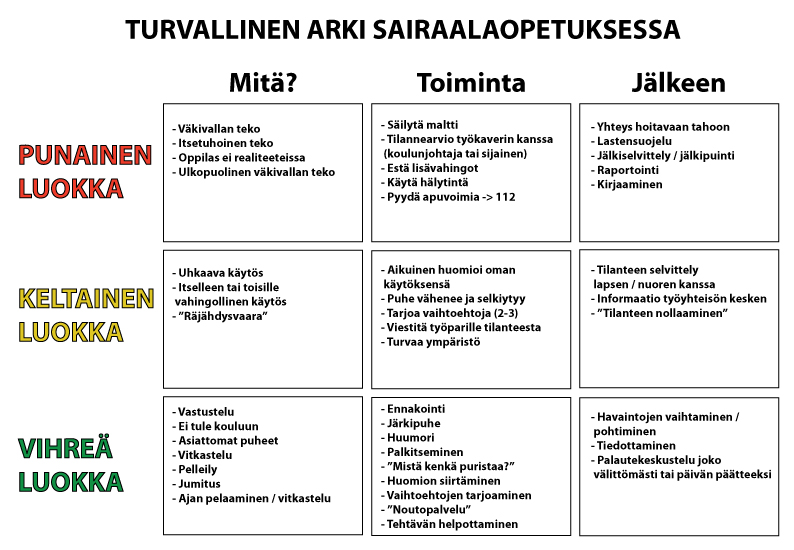 TURVALLINEN ARKI SAIRAALAOPETUKSESSA
Mitä?
Toiminta
Jälkeen
PUNAINEN
LUOKKA
- Väkivallan teko
- Itsetuhoinen teko
- Oppilas ei realiteeteissa
- Ulkopuolinen väkivallan teko
- Säilytä maltti
- Tilannearvio työkaverin kanssa
(koulunjohtaja tai sijainen)
- Estä lisävahingot
- Käytä hälytintä
- Pyydä apuvoimia -> 112
- Yhteys hoitavaan tahoon
- Lastensuojelu
- Jälkiselvittely / jälkipuinti
- Raportointi
- Kirjaaminen
KELTAINEN
LUOKKA
- Uhkaava käytös
- Itselleen tai toisille
vahingollinen käytös
- ”Räjähdysvaara”
- Aikuinen huomioi oman
käytöksensä
- Puhe vähenee ja selkiytyy
- Tarjoa vaihtoehtoja (2-3)
- Viestitä työparille tilanteesta
- Turvaa ympäristö
- Tilanteen selvittely
lapsen / nuoren kanssa
- Informaatio työyhteisön kesken
- ”Tilanteen nollaaminen”
VIHREÄ
LUOKKA
- Vastustelu
- Ei tule kouluun
- Asiattomat puheet
- Vitkastelu
- Pelleily
- Jumitus
- Ajan pelaaminen / vitkastelu
- Ennakointi
- Järkipuhe
- Huumori
- Palkitseminen
- ”Mistä kenkä puristaa?”
- Huomion siirtäminen
- Vaihtoehtojen tarjoaminen
- ”Noutopalvelu”
- Tehtävän helpottaminen
- Havaintojen vaihtaminen /
pohtiminen
- Tiedottaminen
- Palautekeskustelu joko
välittömästi tai päivän päätteeksi